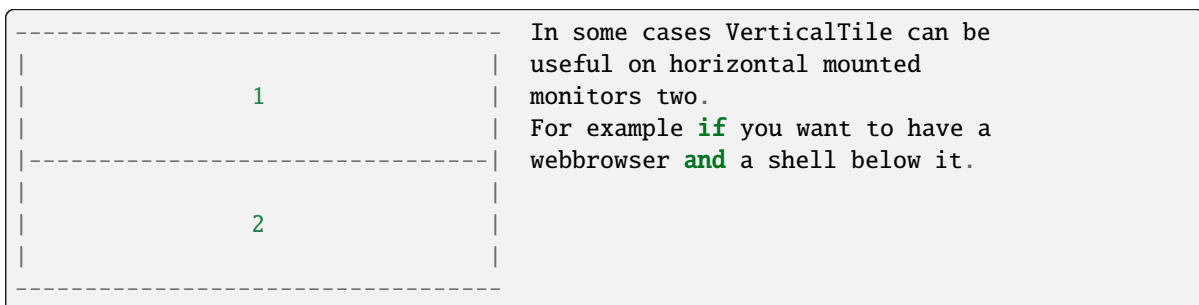 -----------------------------------  In some cases VerticalTile can be
|                                 |  useful on horizontal mounted
|                1                |  monitors two.
|                                 |  For example if you want to have a
|---------------------------------|  webbrowser and a shell below it.
|                                 |
|                2                |
|                                 |
-----------------------------------